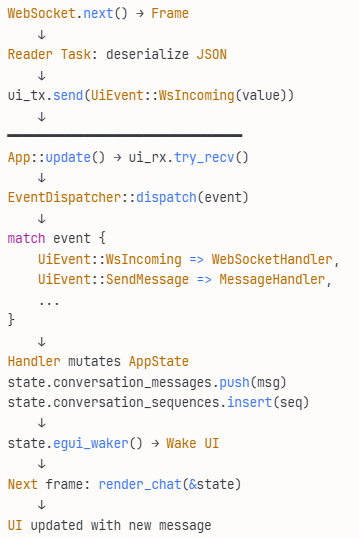 WebSocket.next() → Frame
    ↓
Reader Task: deserialize JSON
    ↓
ui_tx.send(UiEvent::WsIncoming(value))
    ↓
━━━━━━━━━━━━━━━━━━━━━━━━━━━━━━━
App::update() → ui_rx.try_recv()
    ↓
EventDispatcher::dispatch(event)
    ↓
match event {
    UiEvent::WsIncoming => WebSocketHandler,
    UiEvent::SendMessage => MessageHandler,
    ...
}
    ↓
Handler mutates AppState
state.conversation_messages.push(msg)
state.conversation_sequences.insert(seq)
    ↓
state.egui_waker() → Wake UI
    ↓
Next frame: render_chat(&state)
    ↓
UI updated with new message